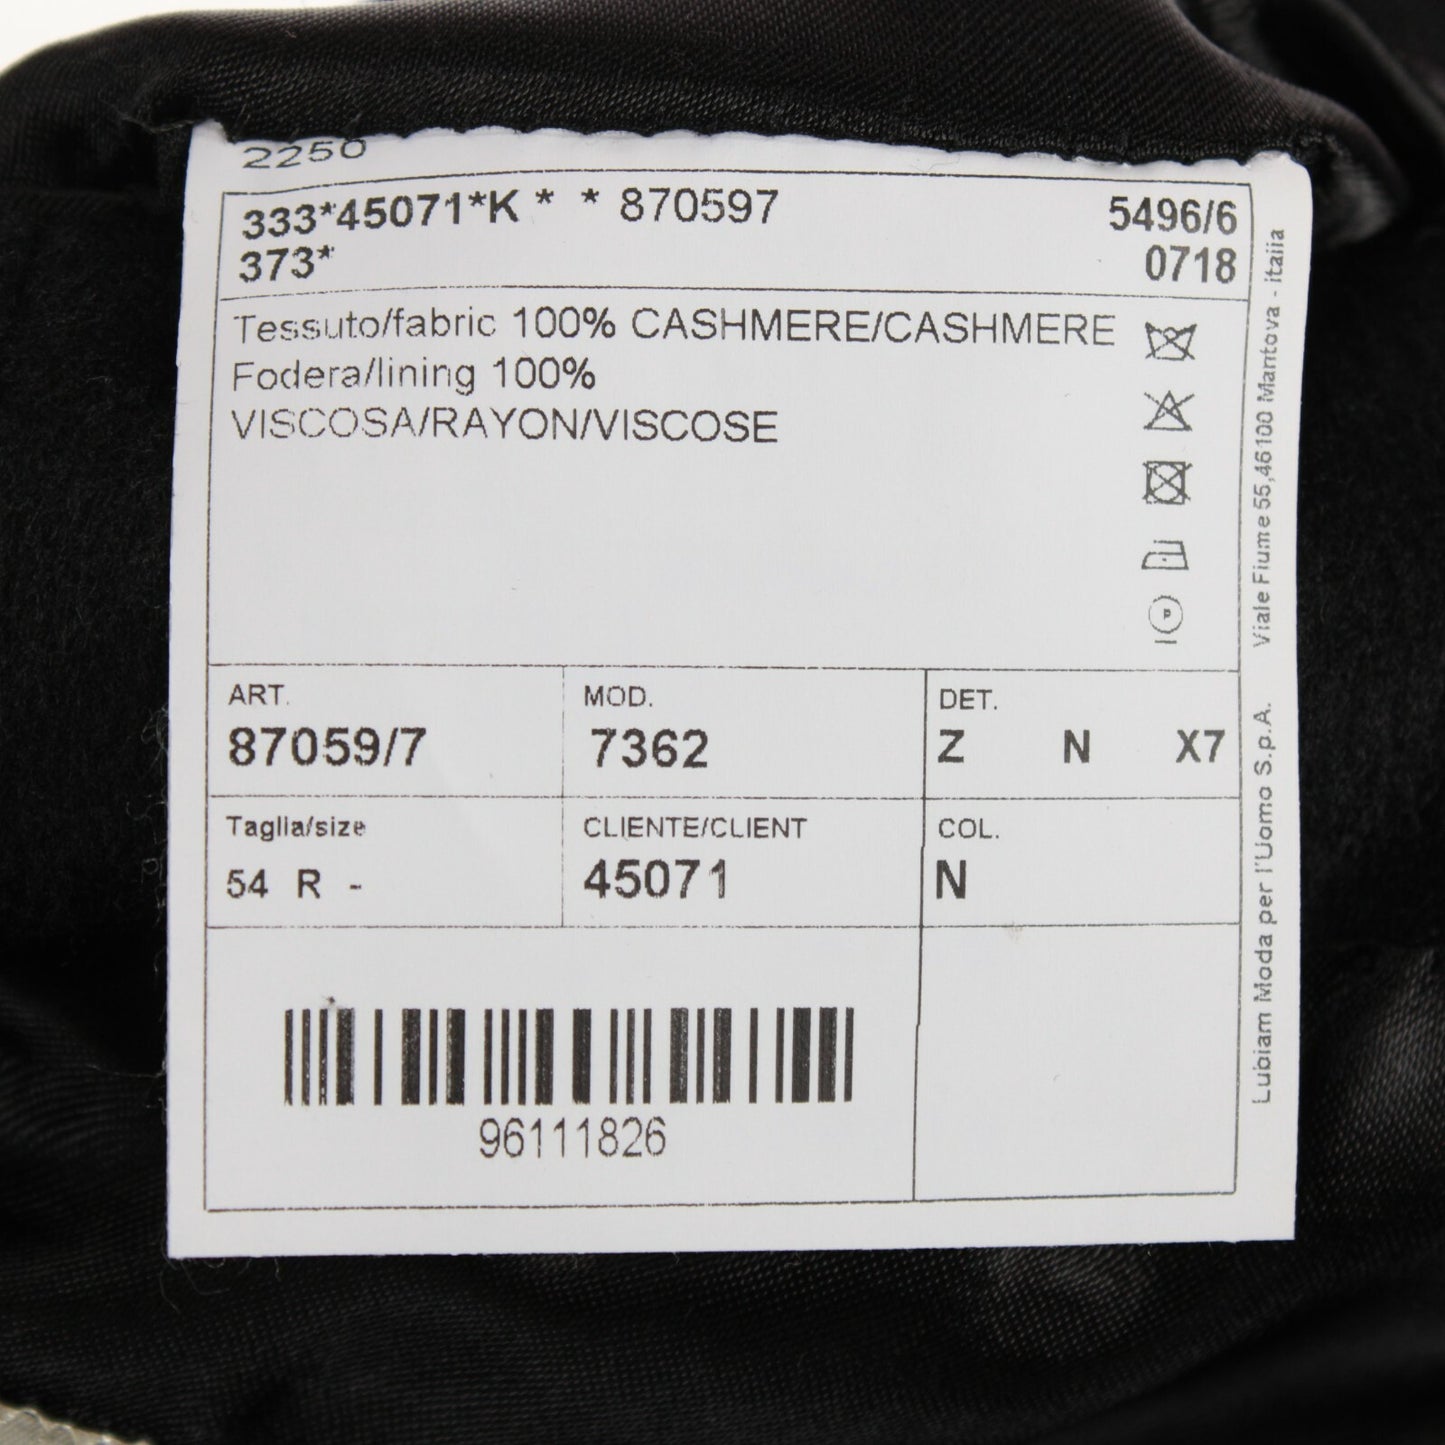 2250
333*45071*K * * 870597 5496/6
373* 0718
Tessuto/fabric 100% CASHMERE/CASHMERE
Fodera/lining 100%
VISCOSA/RAYON/VISCOSE
P
ART. MOD. DET.
87059/7 7362 Z N X7
Taglia/size CLIENTE/CLIENT COL.
54 R - 45071 N
96111826
Lubiam Moda per l'Uomo S.p.A. Viale Fiume 55,46100 Mantova - Italia